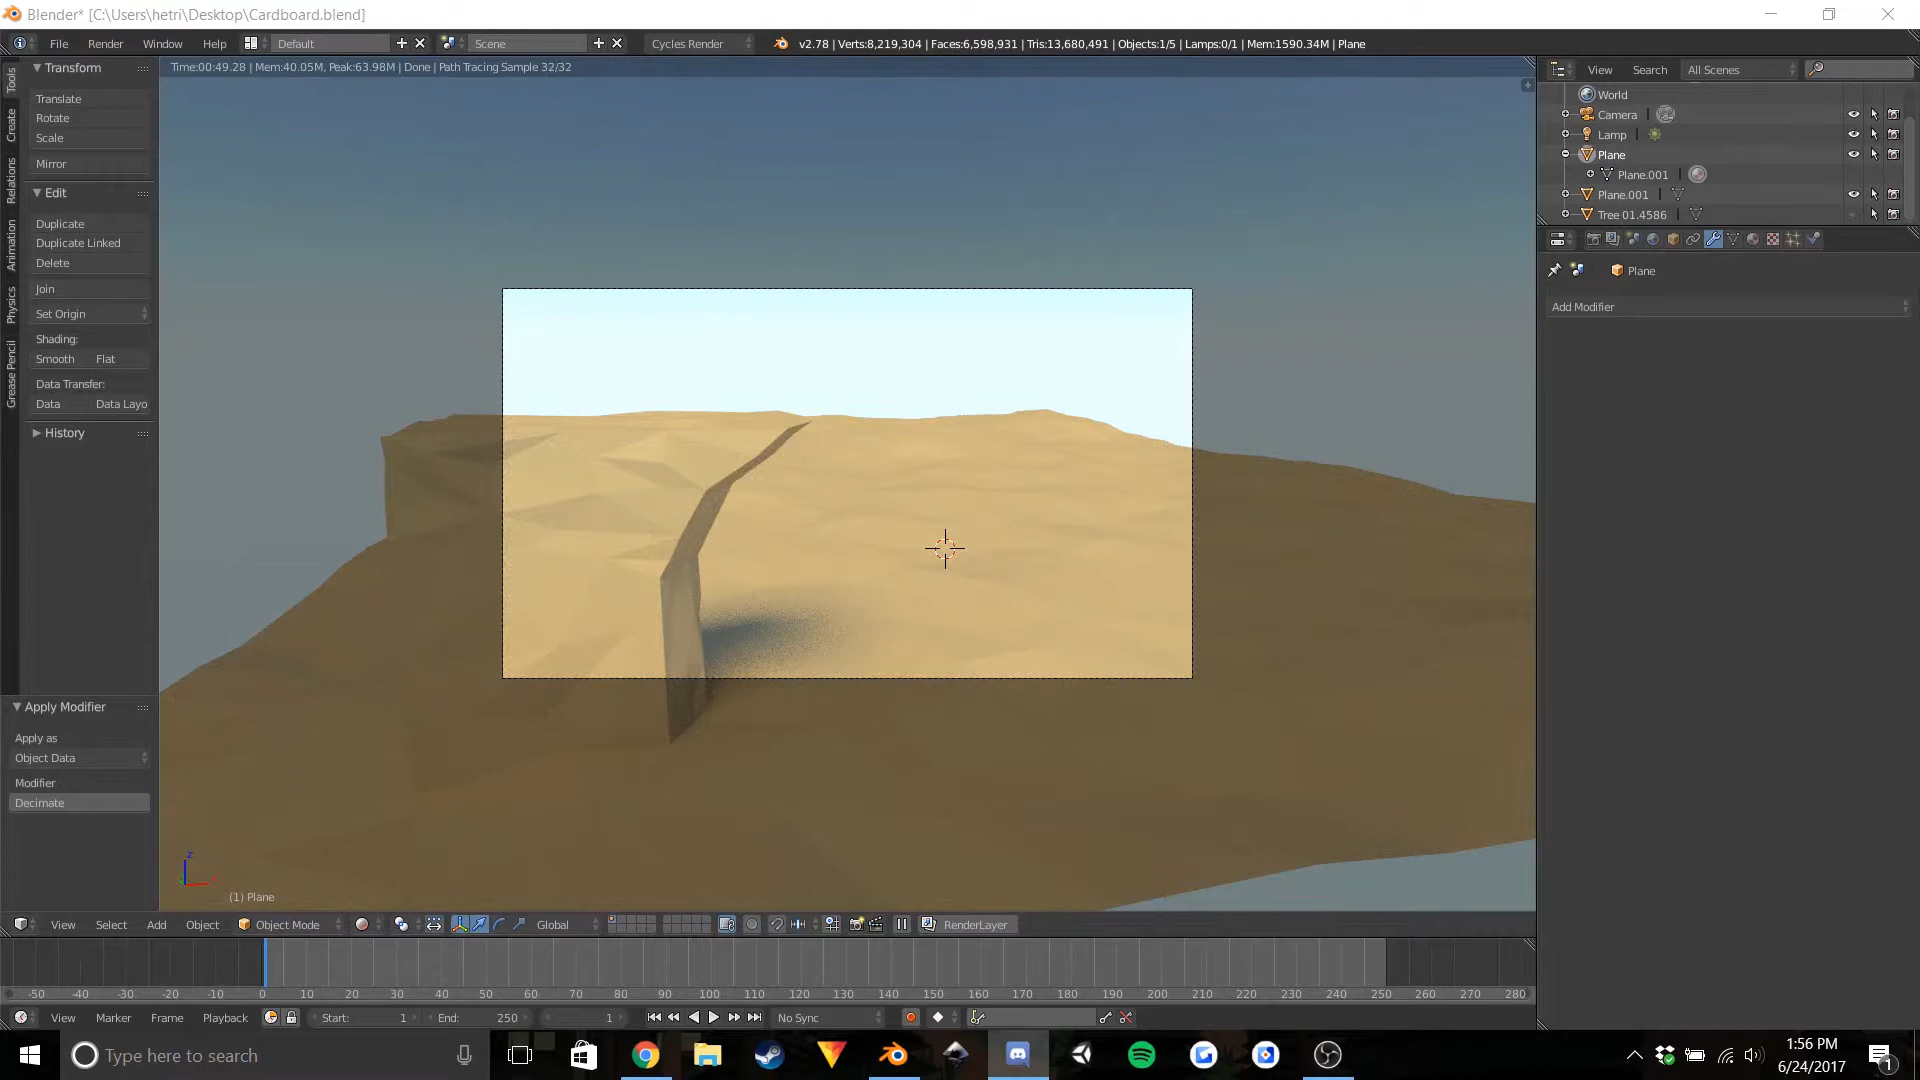 Blender* [C:\Users\hetri\Desktop\Cardboard.blend]
File Render Window Help Default Scene Cycles Render v2.78 | Verts:8,219,304 | Faces:6,598,931 | Tris:13,680,491 | Objects:1/5 | Lamps:0/1 | Mem:1590.34M | Plane
Time:00:49.28 | Mem:40.05M, Peak:63.98M | Done | Path Tracing Sample 32/32
Tools
Create
Relations
Animation
Physics
Grease Pencil
Transform
Translate
Rotate
Scale
Mirror
Edit
Duplicate
Duplicate Linked
Delete
Join
Set Origin
Shading:
Smooth Flat
Data Transfer:
Data Data Layo
History
Apply Modifier
Apply as
Object Data
Modifier
Decimate
z
(1) Plane
View Search All Scenes
World
Camera
Lamp
Plane
Plane.001
Plane.001
Tree 01.4586
Plane
Add Modifier
View Select Add Object Object Mode Global RenderLayer
-50 -40 -30 -20 -10 0 10 20 30 40 50 60 70 80 90 100 110 120 130 140 150 160 170 180 190 200 210 220 230 240 250 260 270 280
View Marker Frame Playback Start: 1 End: 250 1 No Sync
Type here to search
1:56 PM
6/24/2017
1